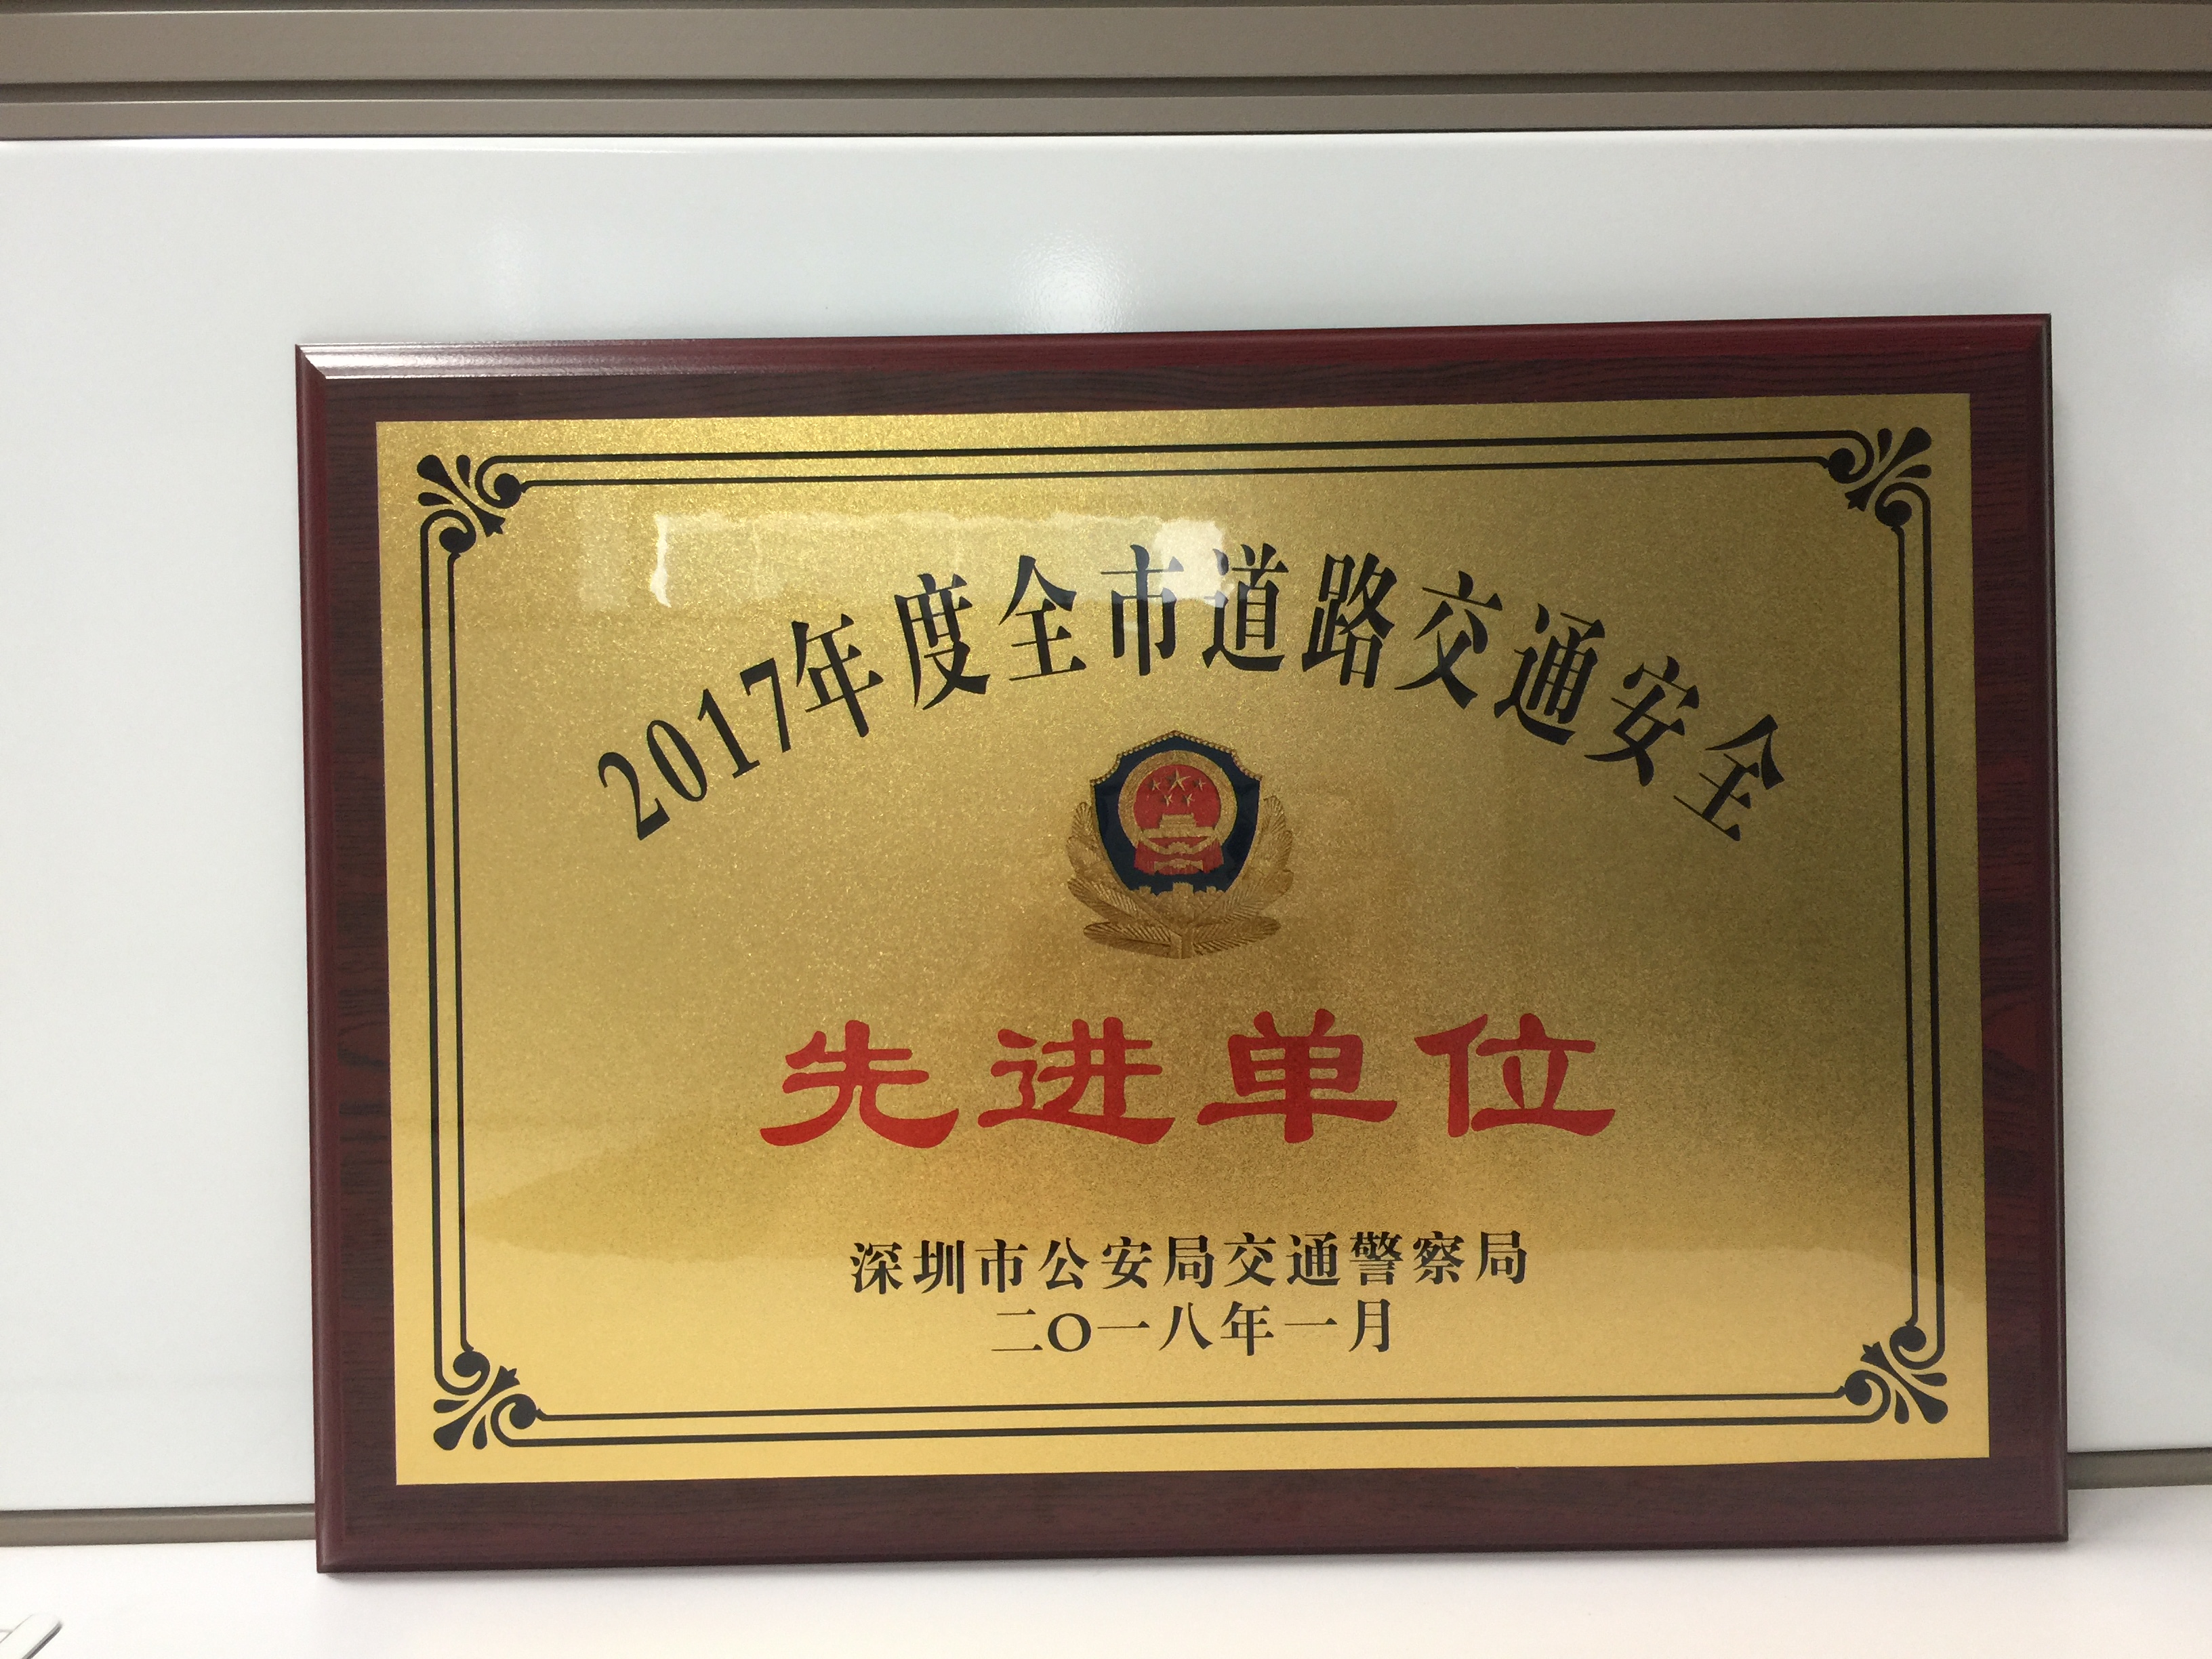 2017年度全市道路交通安全
先进单位
深圳市公安局交通警察局
二〇一八年一月